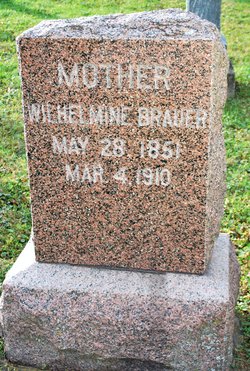 MOTHER
WILHELMINE BRAUER
MAY 28 1851
MAR 4, 1910